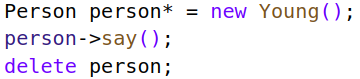 Person person* = new Young();
person->say();
delete person;